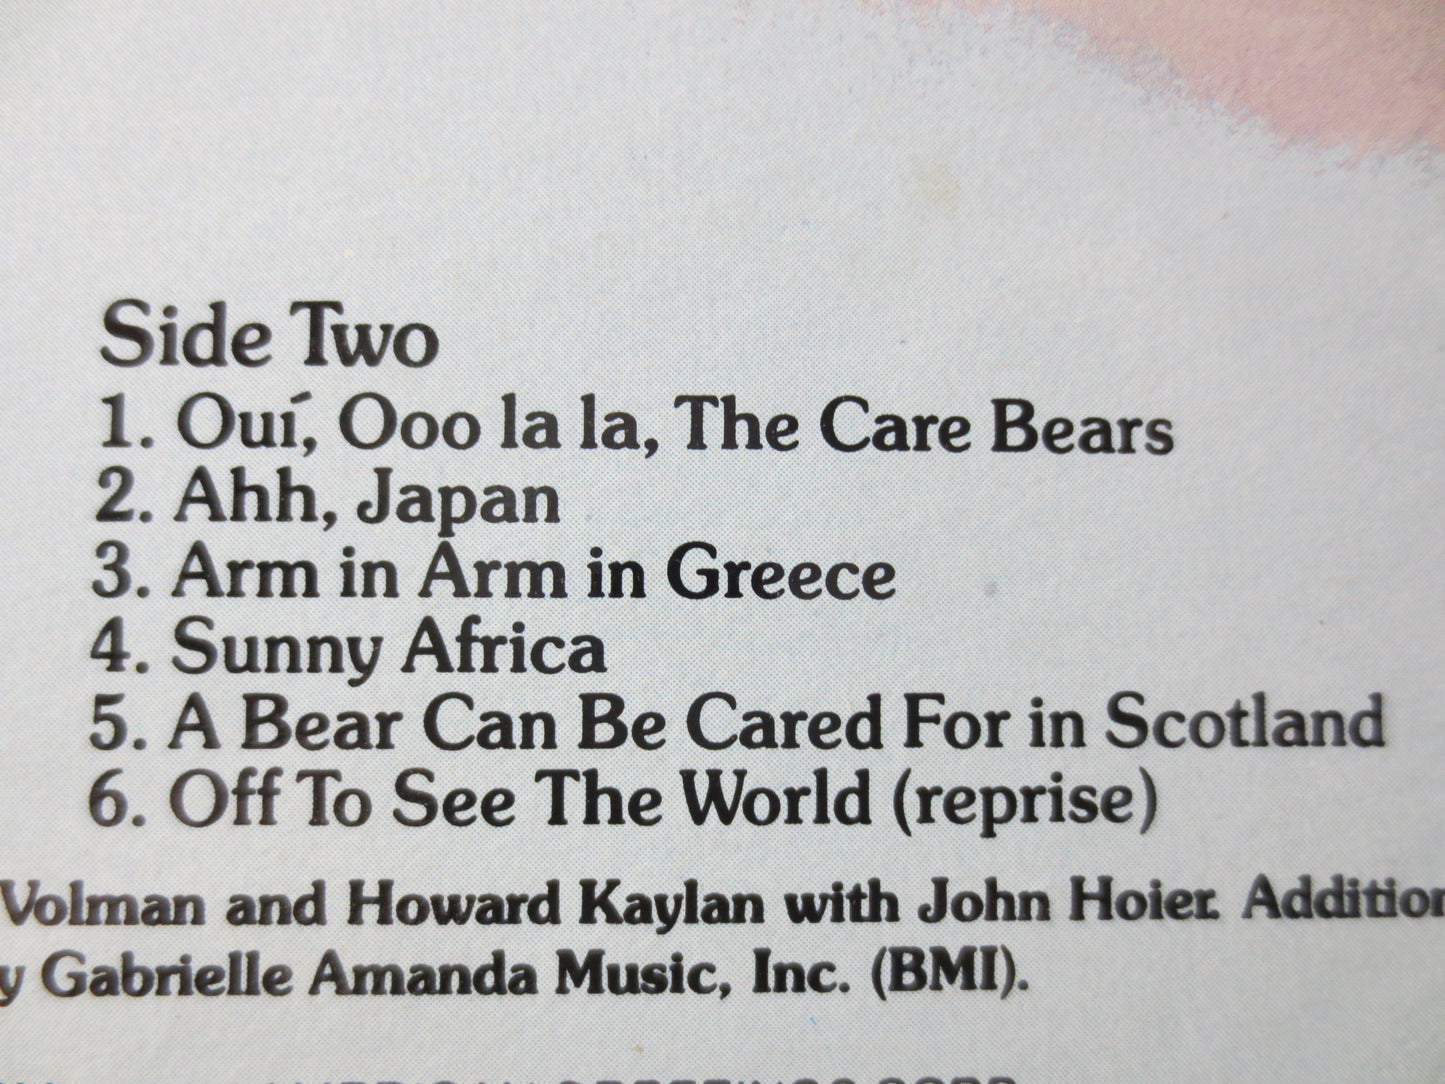 Side Two
1. Ouí, Ooo la la, The Care Bears
2. Ahh, Japan
3. Arm in Arm in Greece
4. Sunny Africa
5. A Bear Can Be Cared For in Scotland
6. Off To See The World (reprise)
Volman and Howard Kaylan with John Hoier. Addition
y Gabrielle Amanda Music, Inc. (BMI).